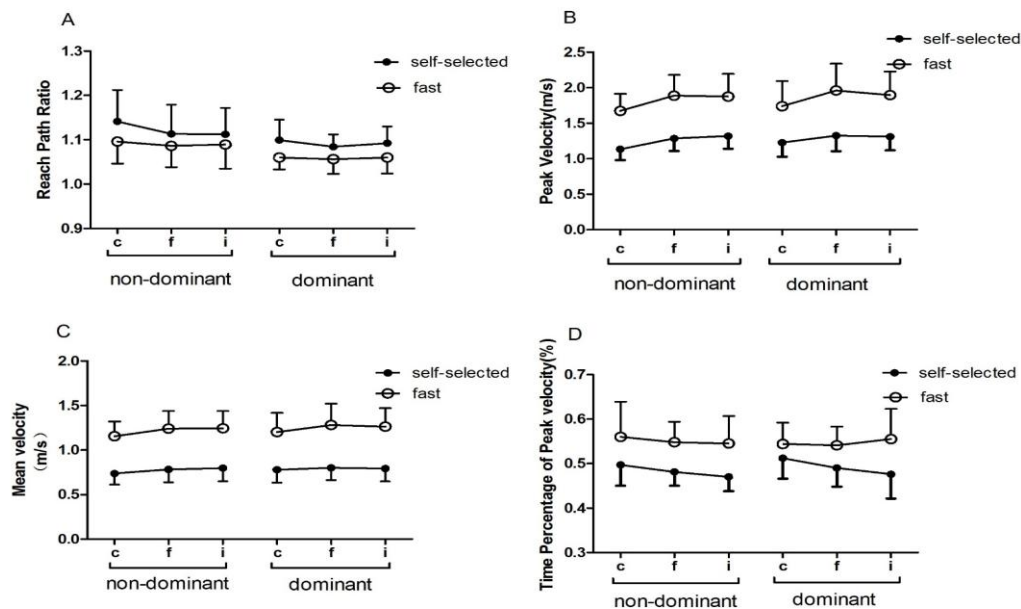 A
1.3
1.2
1.1
1.0
0.9
Reach Path Ratio
self-selected
fast
c f i c f i
non-dominant dominant
B
2.5
2.0
1.5
1.0
0.5
0.0
Peak Velocity(m/s)
self-selected
fast
c f i c f i
non-dominant dominant
C
2.0
1.5
1.0
0.5
0.0
Mean velocity
(m/s)
self-selected
fast
c f i c f i
non-dominant dominant
D
0.7
0.6
0.5
0.4
0.3
Time Percentage of Peak velocity(%)
self-selected
fast
c f i c f i
non-dominant dominant